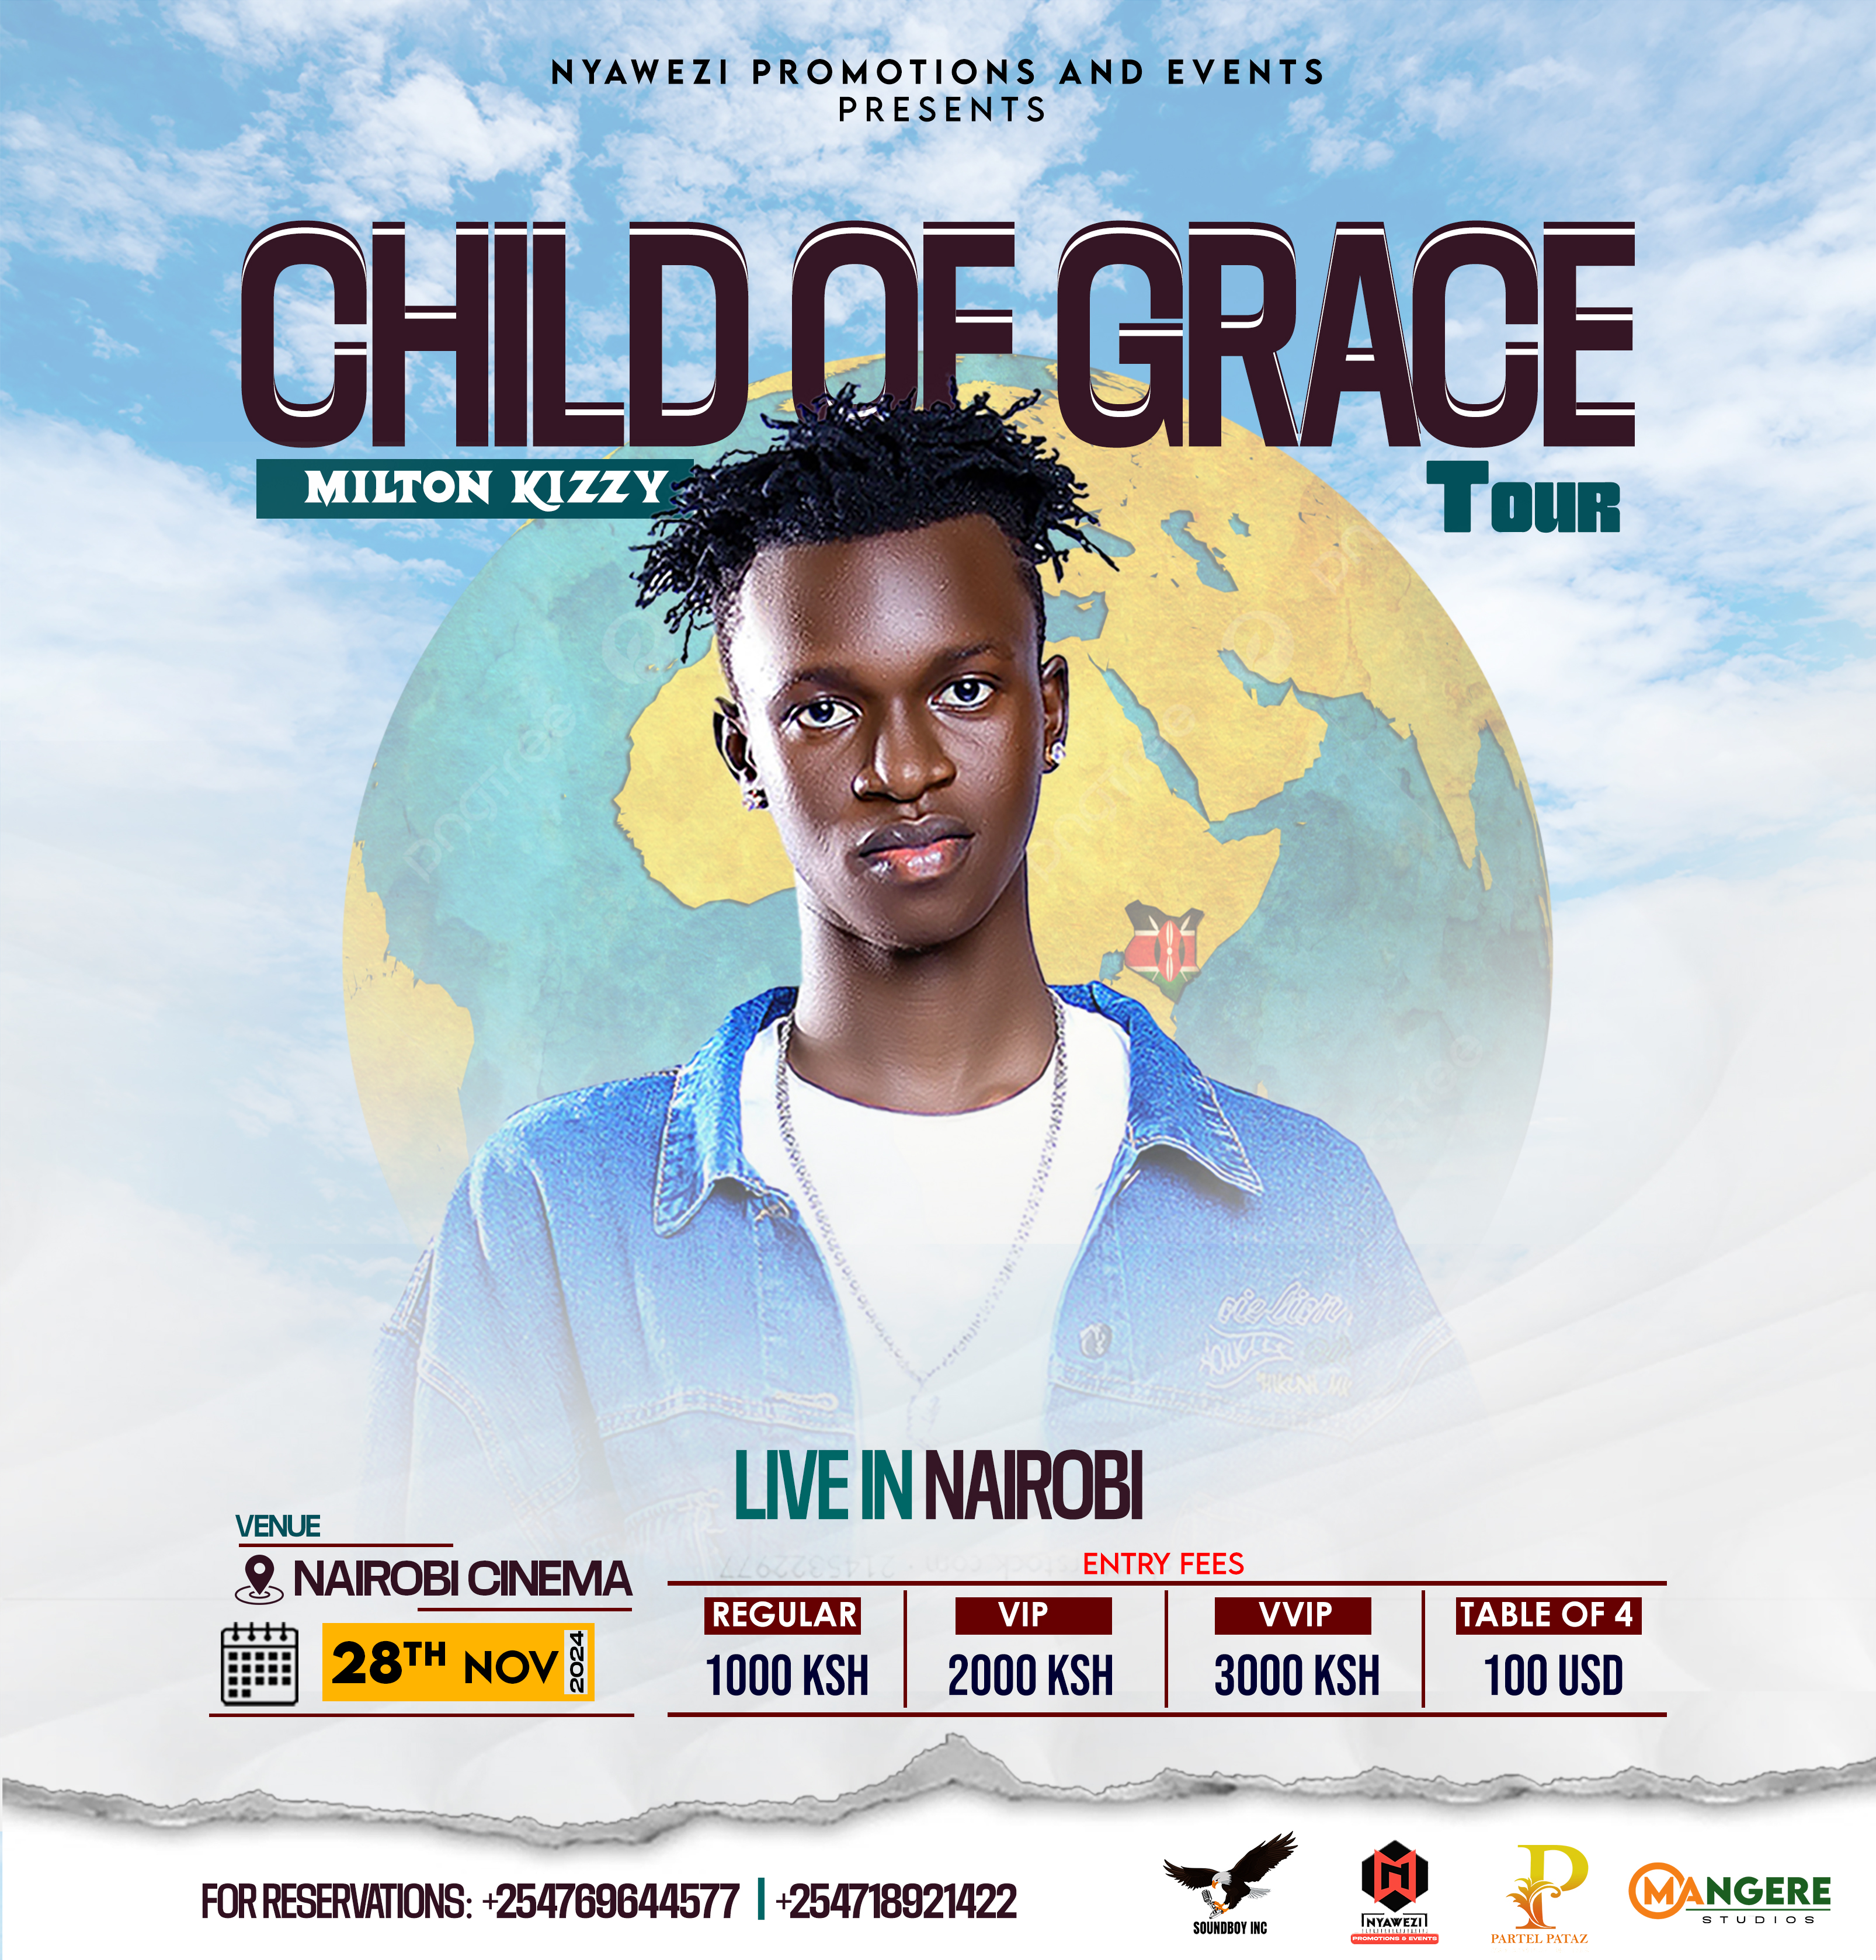 NYAWEZI PROMOTIONS AND EVENTS
PRESENTS
CHILD OF GRACE
MILTON KIZZY
TOUR
LIVE IN NAIROBI
VENUE
NAIROBI CINEMA
28TH NOV 2024
ENTRY FEES
REGULAR VIP VVIP TABLE OF 4
1000 KSH 2000 KSH 3000 KSH 100 USD
FOR RESERVATIONS: +254769644577 | +254718921422
SOUNDBOY INC
NYAWEZI
PROMOTIONS & EVENTS
P
PARTEL PATAZ
MANGERE
STUDIOS
pngtree